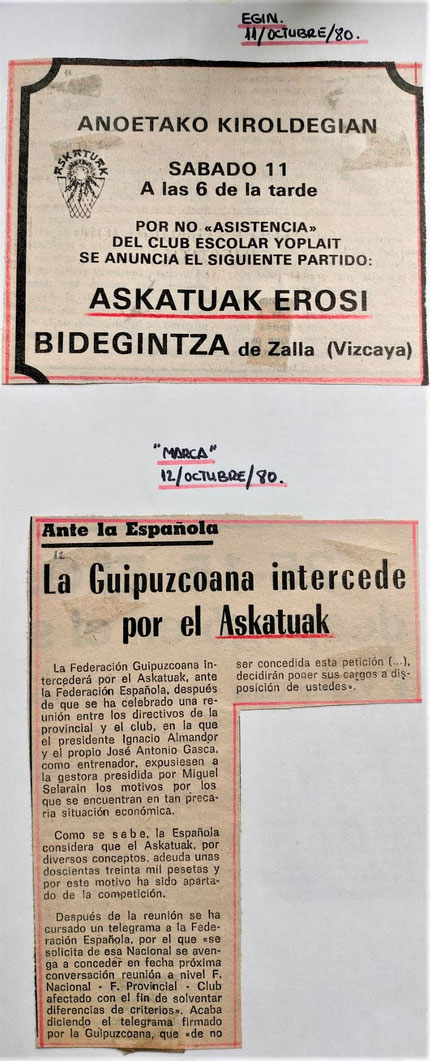 EGIN.
11/OCTUBRE/80.
ANOETAKO KIROLDEGIAN
ASKATUAK
SABADO 11
A las 6 de la tarde
POR NO «ASISTENCIA»
DEL CLUB ESCOLAR YOPLAIT
SE ANUNCIA EL SIGUIENTE PARTIDO:
ASKATUAK EROSI
BIDEGINTZA de Zalla (Vizcaya)
"MARCA"
12/OCTUBRE/80.
Ante la Española
12
La Guipuzcoana intercede
por el Askatuak
La Federación Guipuzcoana in-
tercederá por el Askatuak, ante
la Federación Española, después
de que se ha celebrado una re-
unión entre los directivos de la
provincial y el club, en la que
el presidente Ignacio Almandor
y el propio José Antonio Gasca,
como entrenador, expusiesen a
la gestora presidida por Miguel
Selarain los motivos por los
que se encuentran en tan preca-
ria situación económica.
Como se sabe, la Española
considera que el Askatuak, por
diversos conceptos, adeuda unas
doscientas treinta mil pesetas y
por este motivo ha sido aparta-
do de la competición.
Después de la reunión se ha
cursado un telegrama a la Fede-
ración Española, por el que «se
solicita de esa Nacional se aven-
ga a conceder en fecha próxima
conversación reunión a nivel F.
Nacional - F. Provincial - Club
afectado con el fin de solventar
diferencias de criterios». Acaba
diciendo el telegrama firmado
por la Guipuzcoana, que «de no
ser concedida esta petición (...),
decidirán poner sus cargos a dis-
posición de ustedes».